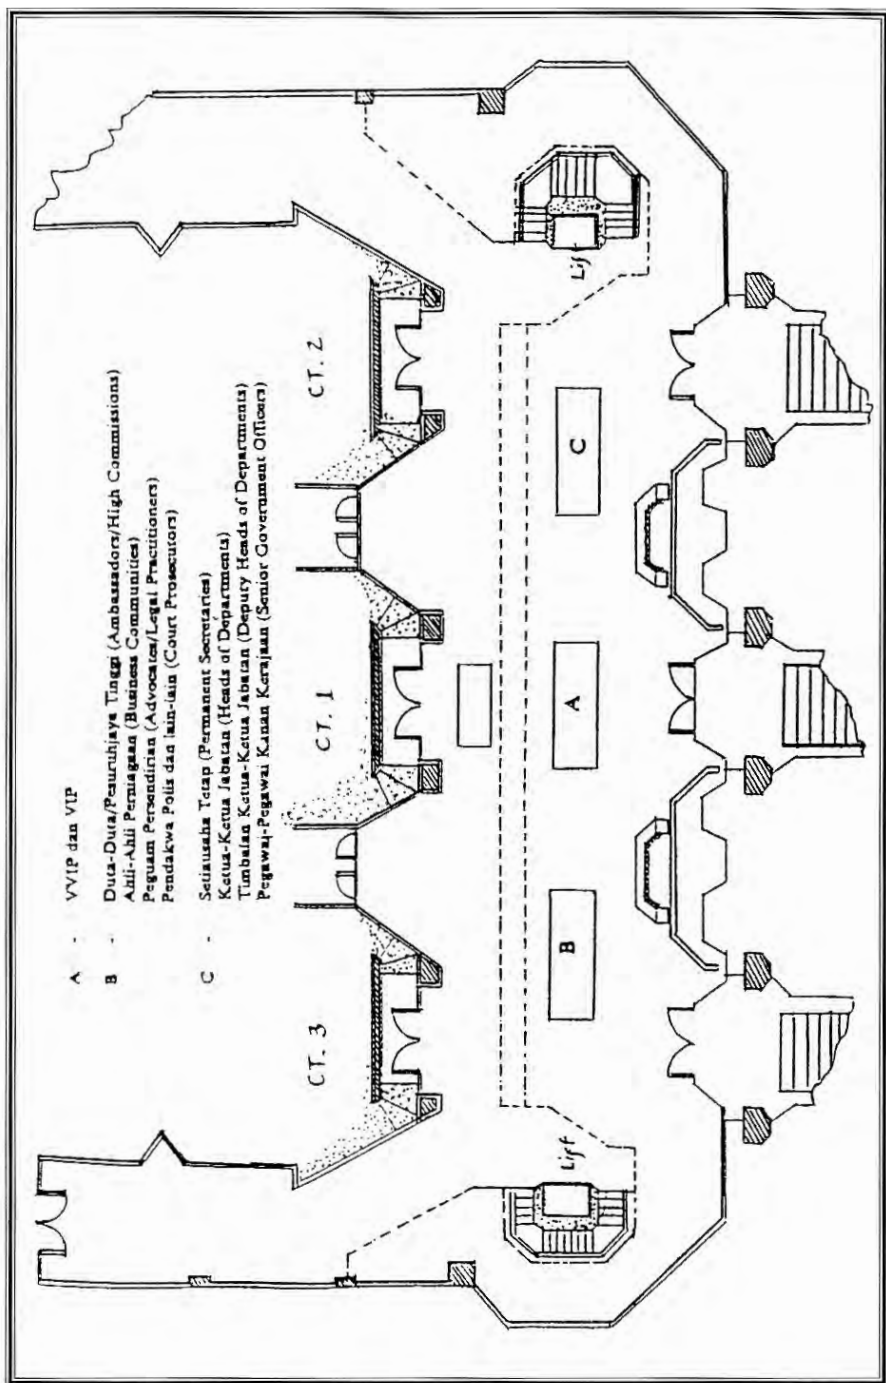 A - VVIP dan VIP
B - Duta-Duta/Pesuruhjaya Tinggi (Ambassadors/High Commissions)
Ahli-Ahli Perniagaan (Business Communities)
Peguam Persendirian (Advocates/Legal Practitioners)
Pendakwa Polis dan lain-lain (Court Prosecutors)
C - Setiausaha Tetap (Permanent Secretaries)
Ketua-Ketua Jabatan (Heads of Departments)
Timbalan Ketua-Ketua Jabatan (Deputy Heads of Departments)
Pegawai-Pegawai Kanan Kerajaan (Senior Government Officers)
CT. 3
CT. 1
CT. 2
B
A
C
Lift
Lift